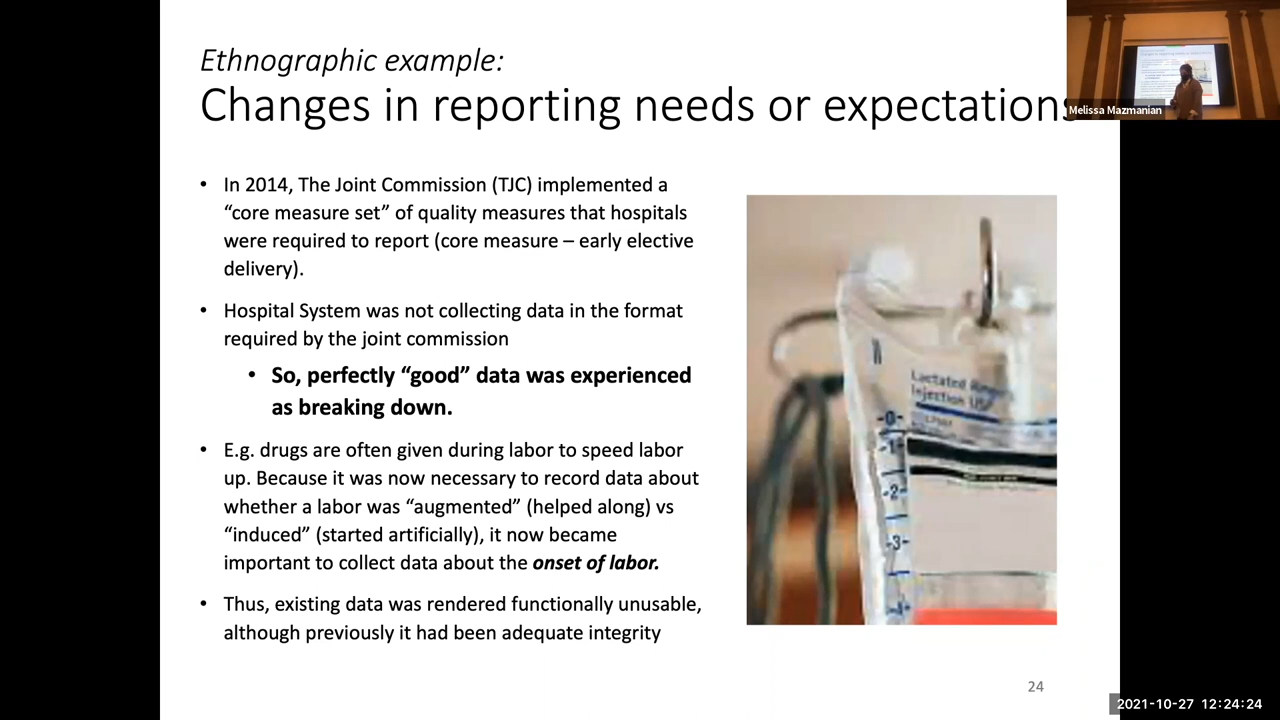 Ethnographic example:
Changes in reporting needs or expectations
Melissa Mazmanian
• In 2014, The Joint Commission (TJC) implemented a
“core measure set” of quality measures that hospitals
were required to report (core measure – early elective
delivery).
• Hospital System was not collecting data in the format
required by the joint commission
• So, perfectly “good” data was experienced
as breaking down.
• E.g. drugs are often given during labor to speed labor
up. Because it was now necessary to record data about
whether a labor was “augmented” (helped along) vs
“induced” (started artificially), it now became
important to collect data about the onset of labor.
• Thus, existing data was rendered functionally unusable,
although previously it had been adequate integrity
Lactated
Injection
-0-
-1-
-2-
-3-
24
2021-10-27 12:24:24